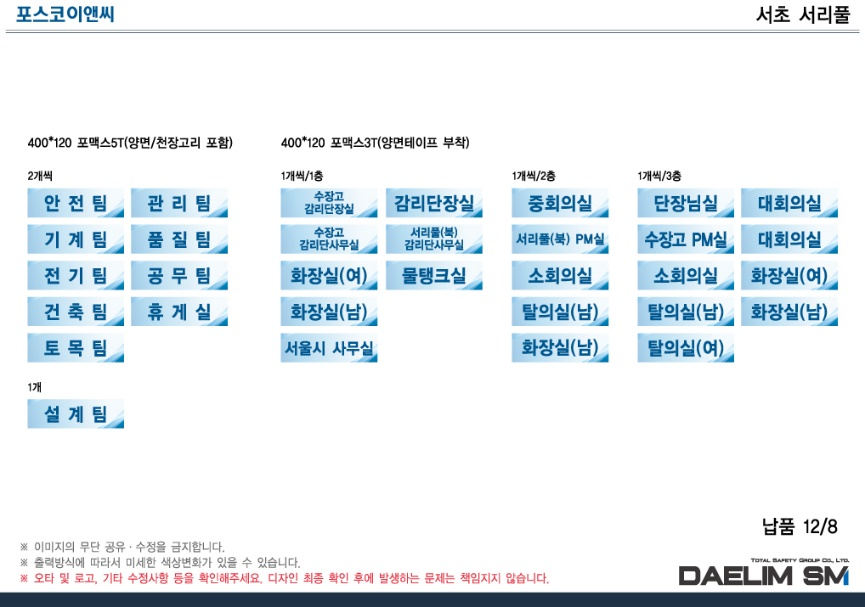 포스코이앤씨
서초 서리풀
400*120 포맥스5T(양면/천장고리 포함)
2개씩
안 전 팀
관 리 팀
기 계 팀
품 질 팀
전 기 팀
공 무 팀
건 축 팀
휴 게 실
토 목 팀
1개
설 계 팀
400*120 포맥스3T(양면테이프 부착)
1개씩/1층
수장고
감리단장실
감리단장실
수장고
감리단사무실
서리풀(북)
감리단사무실
화장실(여)
물탱크실
화장실(남)
서울시 사무실
1개씩/2층
중회의실
서리풀(북) PM실
소회의실
탈의실(남)
화장실(남)
1개씩/3층
단장님실
대회의실
수장고 PM실
대회의실
소회의실
화장실(여)
탈의실(남)
화장실(남)
탈의실(여)
납품 12/8
※ 이미지의 무단 공유 · 수정을 금지합니다.
※ 출력방식에 따라서 미세한 색상변화가 있을 수 있습니다.
※ 오타 및 로고, 기타 수정사항 등을 확인해주세요. 디자인 최종 확인 후에 발생하는 문제는 책임지지 않습니다.
TOTAL SAFETY GROUP CO., LTD.
DAELIM SM